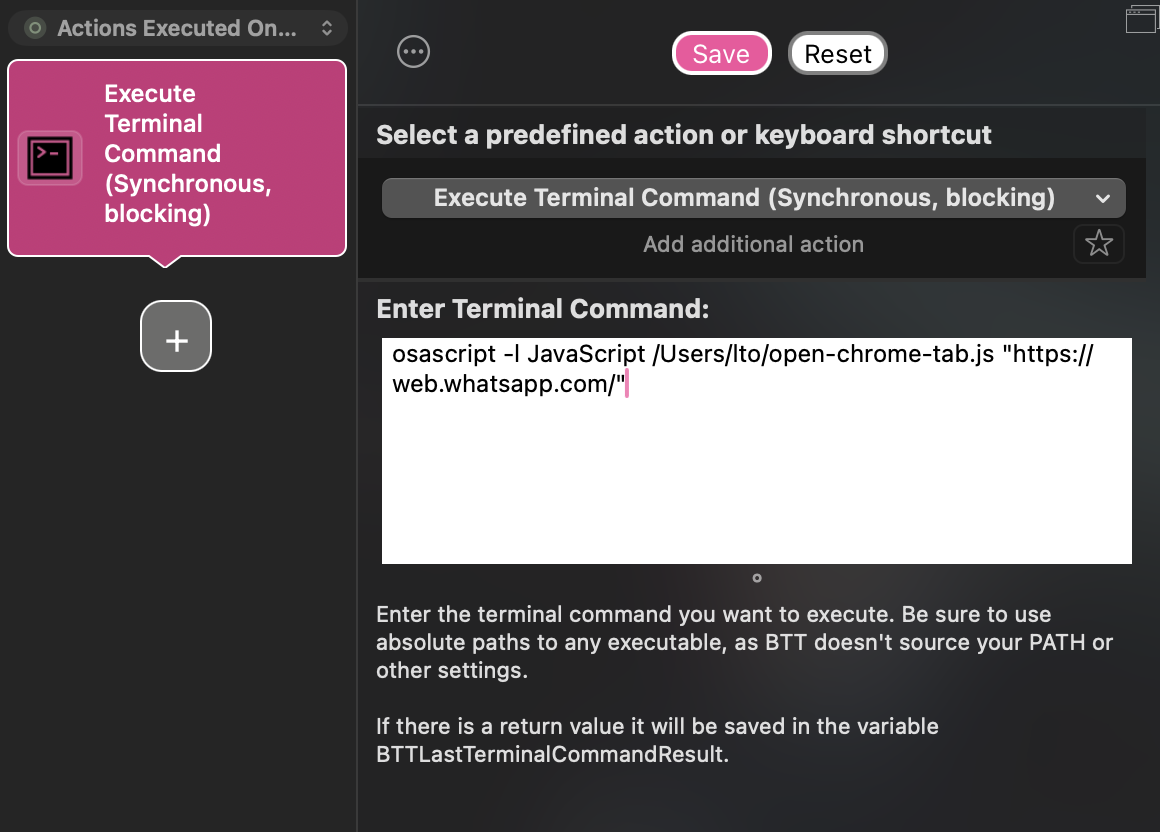 Actions Executed On...
Save
Reset
Execute
Terminal
Command
(Synchronous,
blocking)
Select a predefined action or keyboard shortcut
Execute Terminal Command (Synchronous, blocking)
Add additional action
Enter Terminal Command:
osascript -l JavaScript /Users/lto/open-chrome-tab.js "https://
web.whatsapp.com/"
Enter the terminal command you want to execute. Be sure to use
absolute paths to any executable, as BTT doesn't source your PATH or
other settings.
If there is a return value it will be saved in the variable
BTTLastTerminalCommandResult.